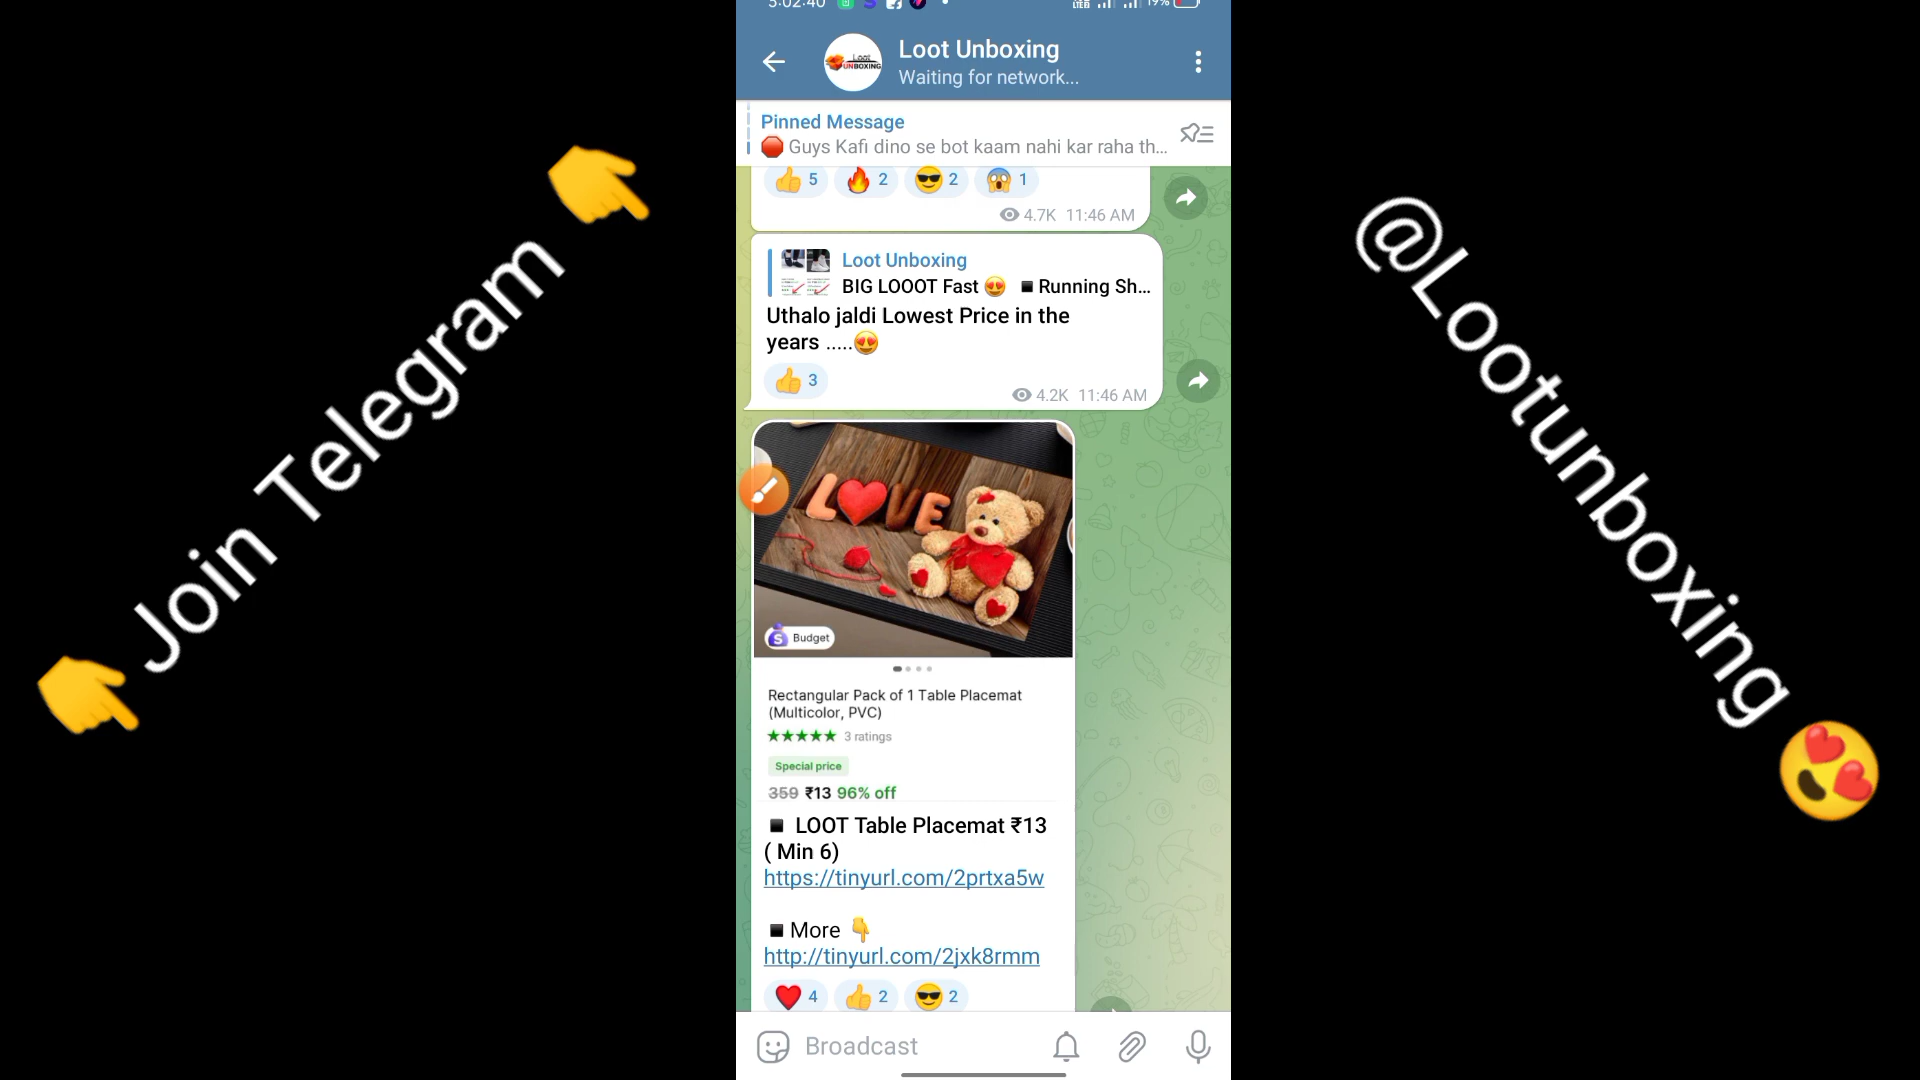 5:02:40
19%
Loot Unboxing
Waiting for network...
Pinned Message
🛑 Guys Kafi dino se bot kaam nahi kar raha th...
👍 5 🔥 2 😎 2 😱 1
4.7K 11:46 AM
Loot Unboxing
BIG LOOOT Fast 😍 ▪️Running Sh...
Uthalo jaldi Lowest Price in the
years .....😍
👍 3
4.2K 11:46 AM
LOVE
Budget
Rectangular Pack of 1 Table Placemat
(Multicolor, PVC)
★★★★★ 3 ratings
Special price
359 ₹13 96% off
▪️ LOOT Table Placemat ₹13
( Min 6)
https://tinyurl.com/2prtxa5w
▪️More 👇
http://tinyurl.com/2jxk8rmm
❤️ 4 👍 2 😎 2
Broadcast
Join Telegram
@Lootunboxing 😍